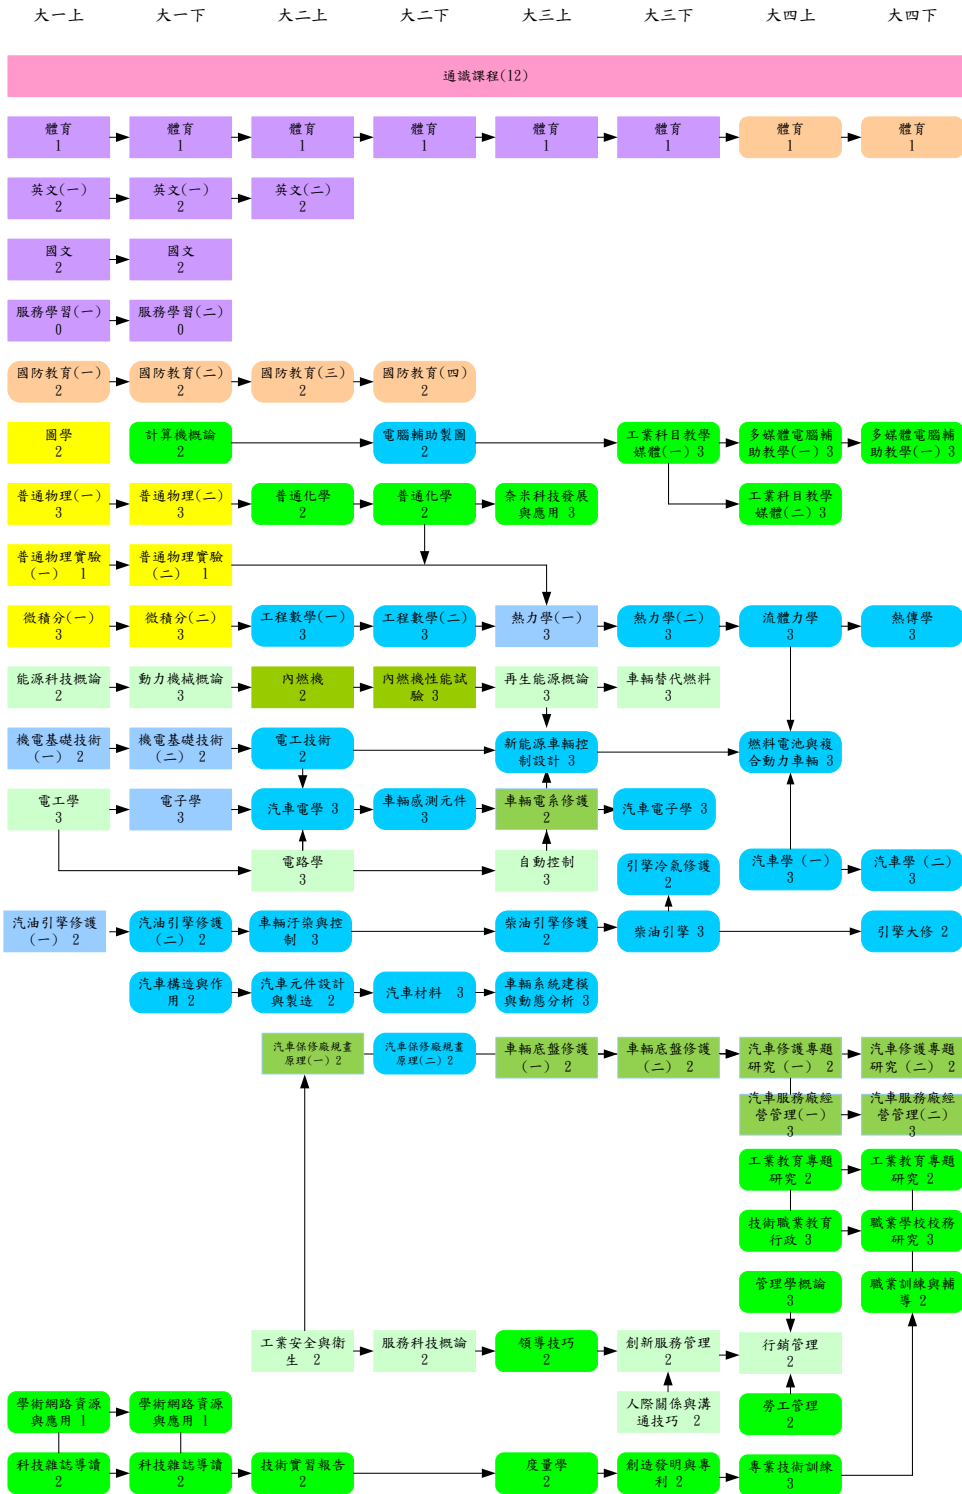 大一上 大一下 大二上 大二下 大三上 大三下 大四上 大四下
通識課程(12)
體育 體育 體育 體育 體育 體育 體育 體育
1 1 1 1 1 1 1 1
英文(一) 英文(一) 英文(二)
2 2 2
國文 國文
2 2
服務學習(一) 服務學習(二)
0 0
國防教育(一) 國防教育(二) 國防教育(三) 國防教育(四)
2 2 2 2
圖學 計算機概論 電腦輔助製圖 工業科目教學 多媒體電腦輔 多媒體電腦輔
2 2 2 媒體(一) 3 助教學(一) 3 助教學(一) 3
普通物理(一) 普通物理(二) 普通化學 普通化學 奈米科技發展 工業科目教學
3 3 2 2 與應用 3 媒體(二) 3
普通物理實驗 普通物理實驗
(一) 1 (二) 1
微積分(一) 微積分(二) 工程數學(一) 工程數學(二) 熱力學(一) 熱力學(二) 流體力學 熱傳學
3 3 3 3 3 3 3 3
能源科技概論 動力機械概論 內燃機 內燃機性能試 再生能源概論 車輛替代燃料
2 3 2 驗 3 3 3
機電基礎技術 機電基礎技術 電工技術 新能源車輛控 燃料電池與複
(一) 2 (二) 2 2 制設計 3 合動力車輛 3
電工學 電子學 汽車電學 3 車輛感測元件 車輛電系修護 汽車電子學 3
3 3 3 2
電路學 自動控制 引擎冷氣修護 汽車學 (一) 汽車學 (二)
3 3 2 3 3
汽油引擎修護 汽油引擎修護 車輛汙染與控 柴油引擎修護 柴油引擎 3 引擎大修 2
(一) 2 (二) 2 制 3 2
汽車構造與作 汽車元件設計 汽車材料 3 車輛系統建模
用 2 與製造 2 與動態分析 3
汽車保修廠規畫 汽車保修廠規畫 車輛底盤修護 車輛底盤修護 汽車修護專題 汽車修護專題
原理(一) 2 原理(二) 2 (一) 2 (二) 2 研究 (一) 2 研究 (二) 2
汽車服務廠經 汽車服務廠經
營管理(一) 營管理(二)
3 3
工業教育專題 工業教育專題
研究 2 研究 2
技術職業教育 職業學校校務
行政 3 研究 3
管理學概論 職業訓練與輔
3 導 2
工業安全與衛 服務科技概論 領導技巧 創新服務管理 行銷管理
生 2 2 2 2 2
學術網路資源 學術網路資源 人際關係與溝 勞工管理
與應用 1 與應用 1 通技巧 2 2
科技雜誌導讀 科技雜誌導讀 技術實習報告 度量學 創造發明與專 專業技術訓練
2 2 2 2 利 2 3